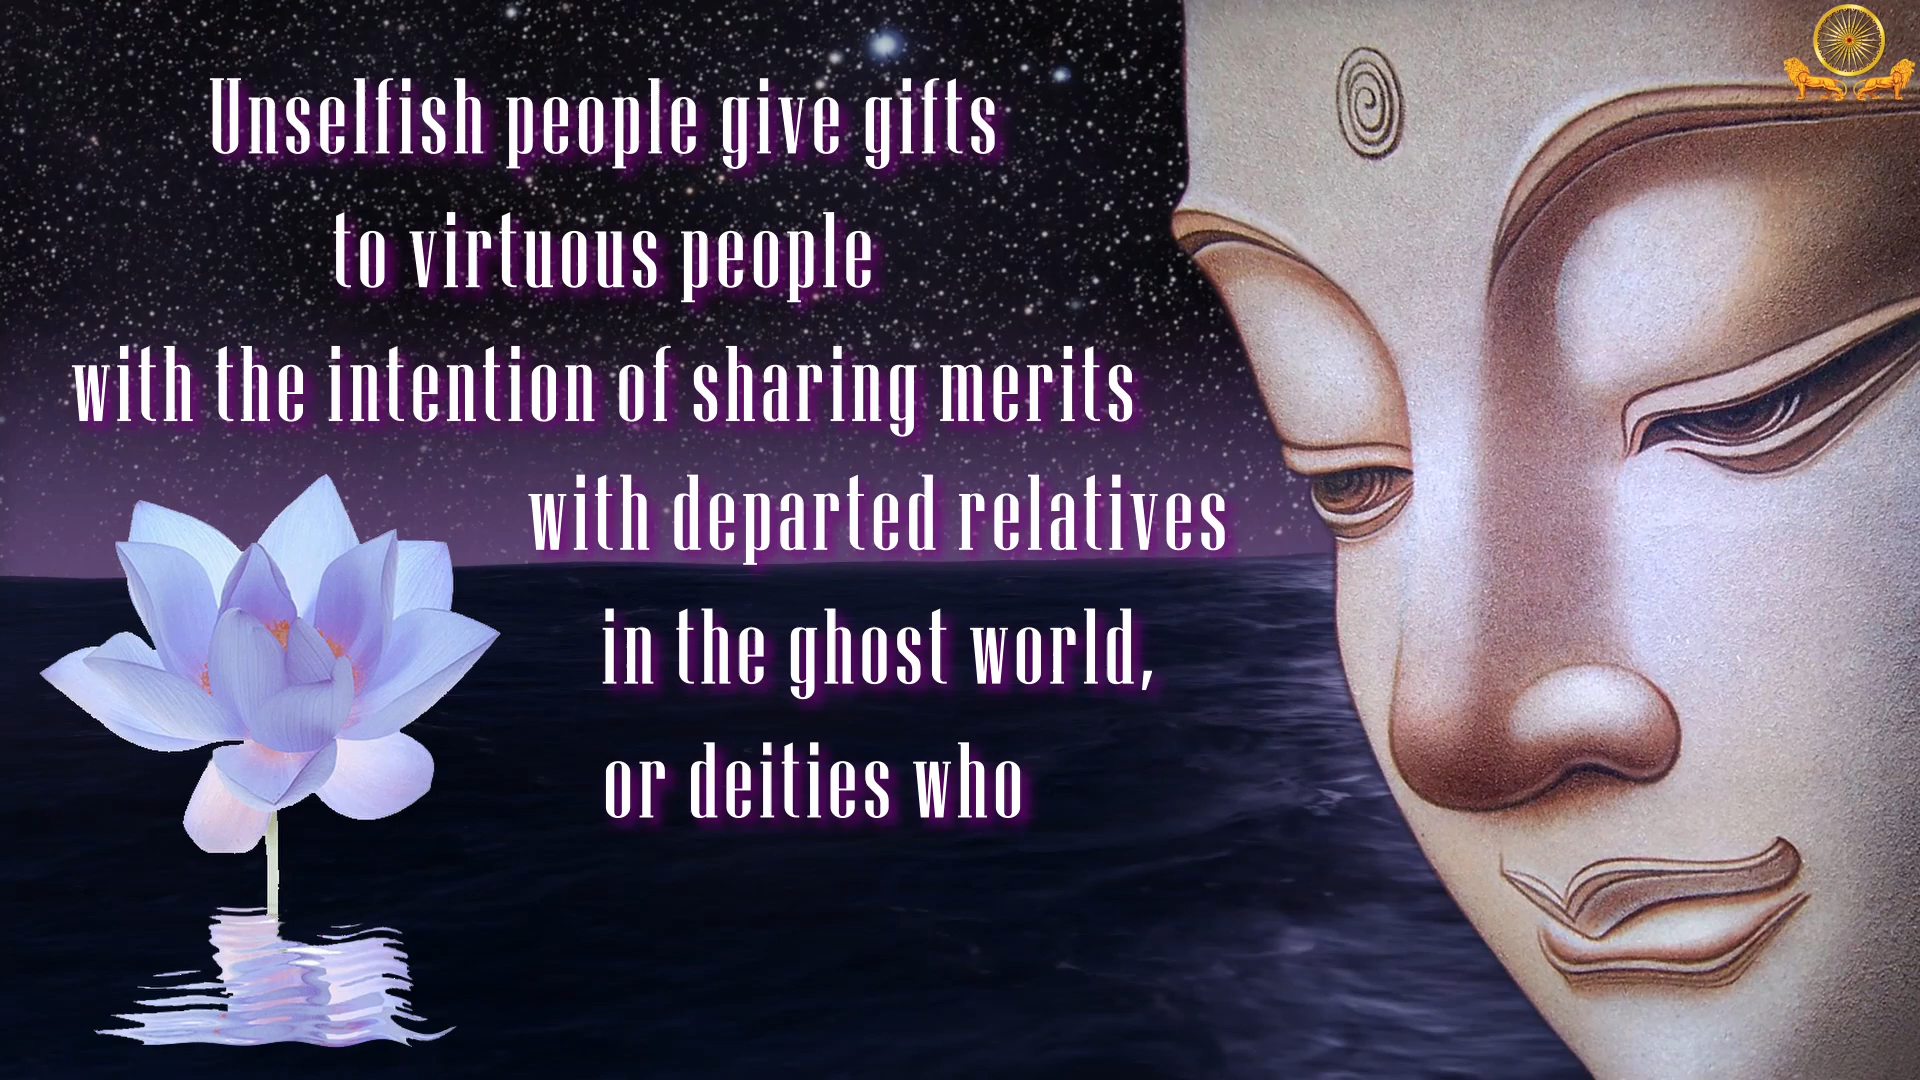 Unselfish people give gifts
to virtuous people
with the intention of sharing merits
with departed relatives
in the ghost world,
or deities who